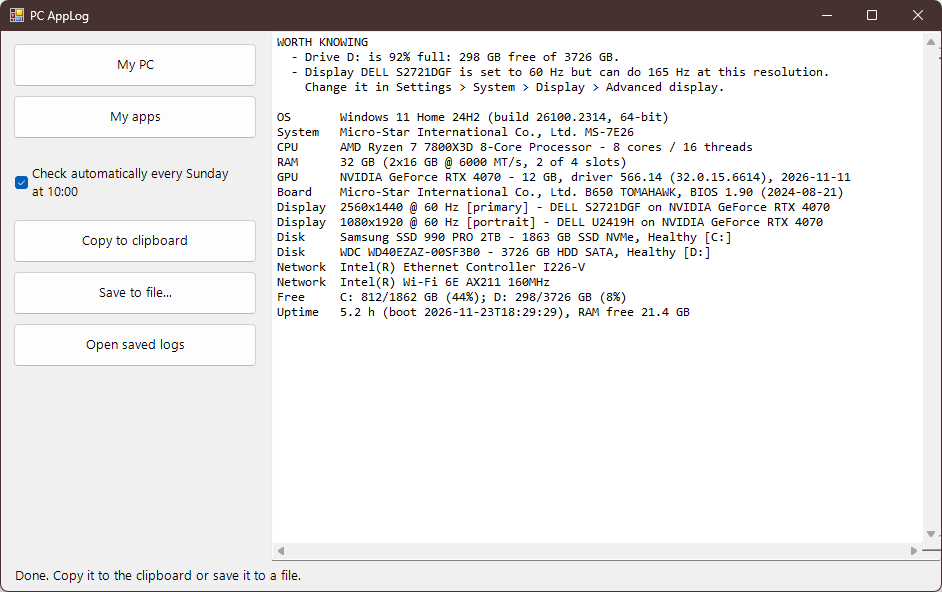 PC AppLog
My PC
My apps
Check automatically every Sunday
at 10:00
Copy to clipboard
Save to file...
Open saved logs
WORTH KNOWING
  - Drive D: is 92% full: 298 GB free of 3726 GB.
  - Display DELL S2721DGF is set to 60 Hz but can do 165 Hz at this resolution.
    Change it in Settings > System > Display > Advanced display.

OS       Windows 11 Home 24H2 (build 26100.2314, 64-bit)
System   Micro-Star International Co., Ltd. MS-7E26
CPU      AMD Ryzen 7 7800X3D 8-Core Processor - 8 cores / 16 threads
RAM      32 GB (2x16 GB @ 6000 MT/s, 2 of 4 slots)
GPU      NVIDIA GeForce RTX 4070 - 12 GB, driver 566.14 (32.0.15.6614), 2026-11-11
Board    Micro-Star International Co., Ltd. B650 TOMAHAWK, BIOS 1.90 (2024-08-21)
Display  2560x1440 @ 60 Hz [primary] - DELL S2721DGF on NVIDIA GeForce RTX 4070
Display  1080x1920 @ 60 Hz [portrait] - DELL U2419H on NVIDIA GeForce RTX 4070
Disk     Samsung SSD 990 PRO 2TB - 1863 GB SSD NVMe, Healthy [C:]
Disk     WDC WD40EZAZ-00SF3B0 - 3726 GB HDD SATA, Healthy [D:]
Network  Intel(R) Ethernet Controller I226-V
Network  Intel(R) Wi-Fi 6E AX211 160MHz
Free     C: 812/1862 GB (44%); D: 298/3726 GB (8%)
Uptime   5.2 h (boot 2026-11-23T18:29:29), RAM free 21.4 GB
Done. Copy it to the clipboard or save it to a file.